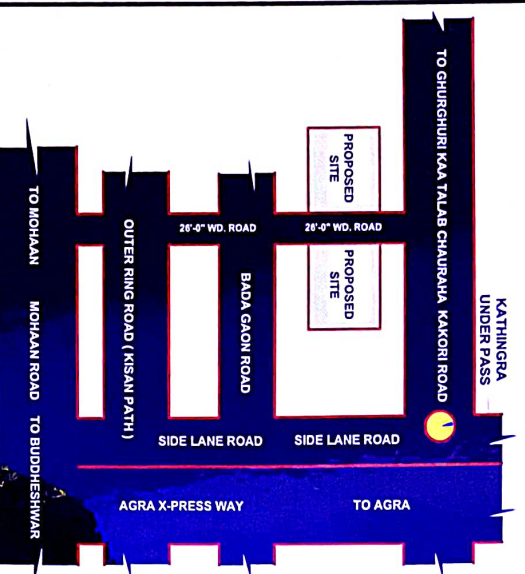 TO GHURGHURI KAA TALAB CHAURAHA KAKORI ROAD
KATHINGRA
UNDER PASS
PROPOSED
SITE
PROPOSED
SITE
26'-0" WD. ROAD
26'-0" WD. ROAD
BADA GAON ROAD
OUTER RING ROAD ( KISAN PATH )
TO MOHAAN MOHAAN ROAD TO BUDDHESHWAR
SIDE LANE ROAD
SIDE LANE ROAD
AGRA X-PRESS WAY
TO AGRA